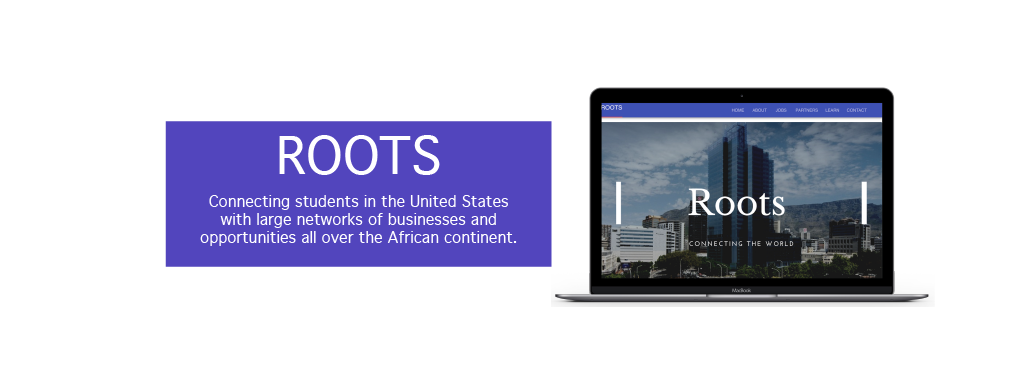 ROOTS
Connecting students in the United States
with large networks of businesses and
opportunities all over the African continent.
ROOTS
HOME ABOUT JOBS PARTNERS LEARN CONTACT
Roots
CONNECTING THE WORLD
MacBook